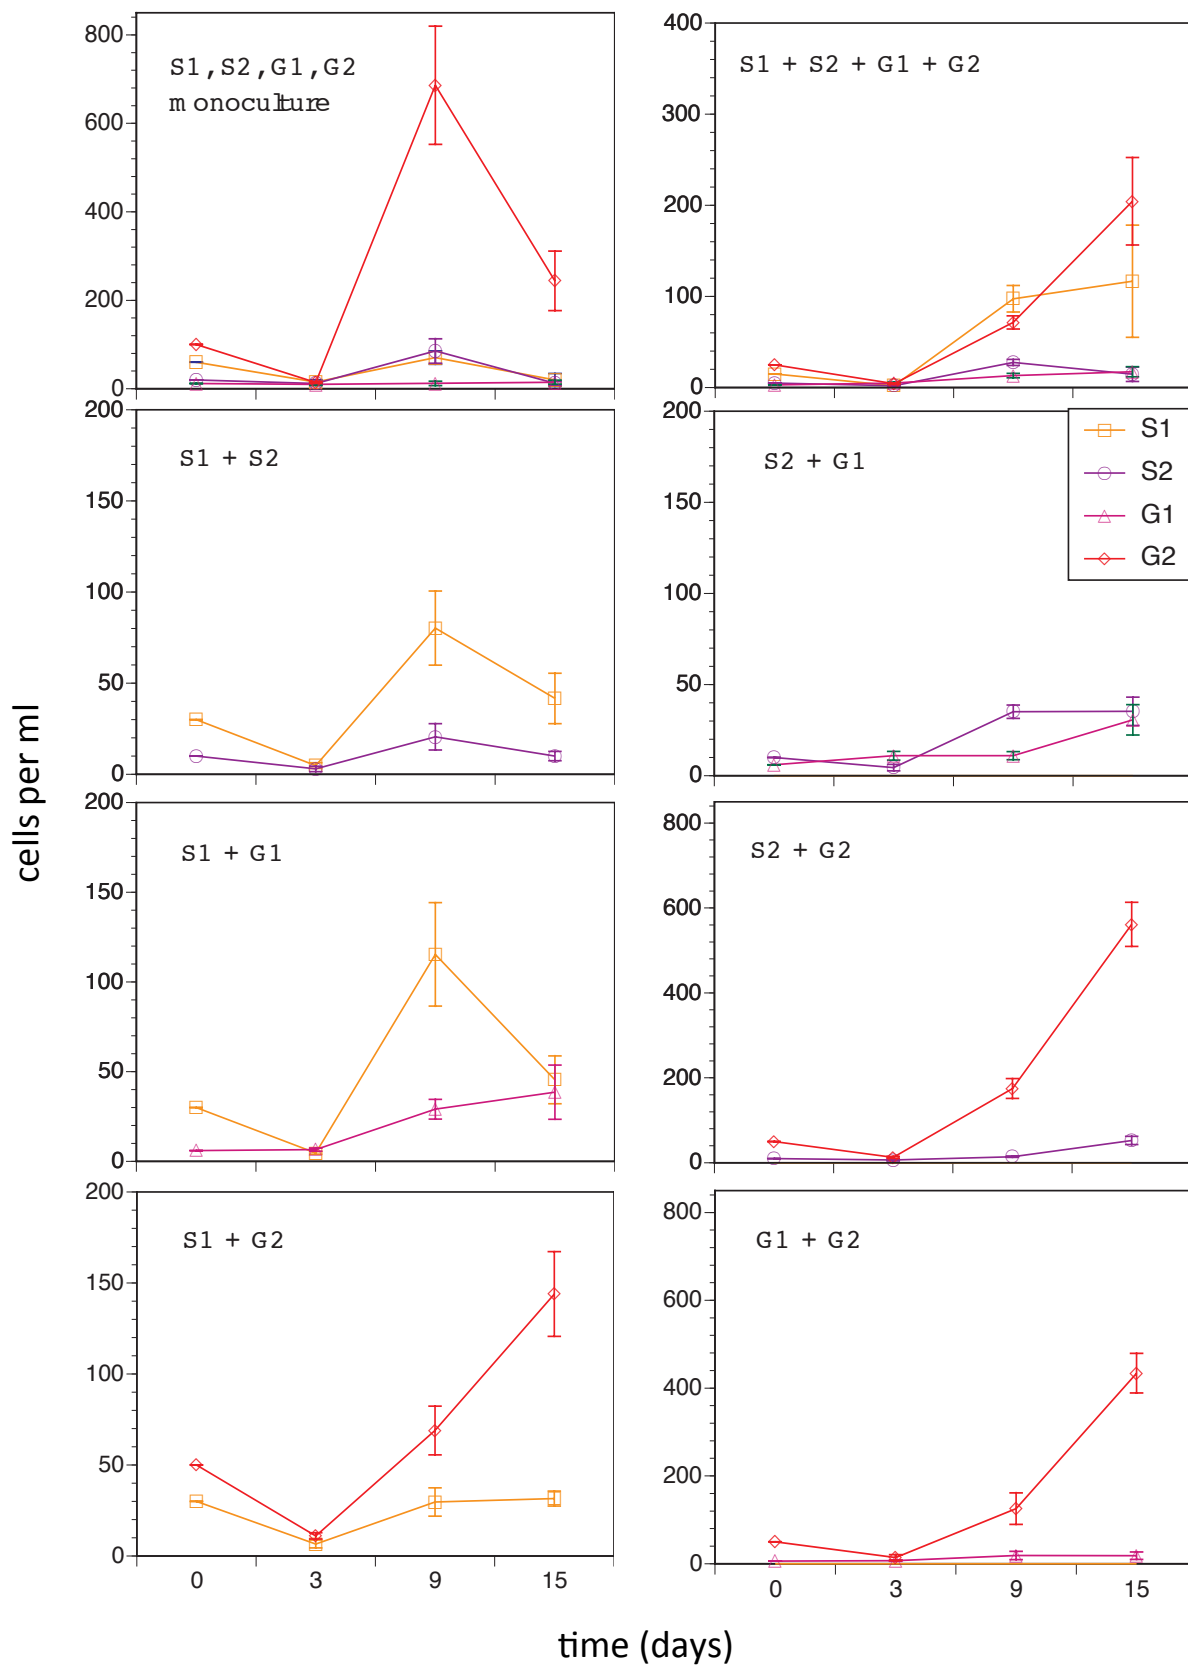 800
600
400
200
0
S1,S2,G1,G2
monoculture
400
300
200
100
0
S1 + S2 + G1 + G2
200
150
100
50
0
S1 + S2
200
150
100
50
0
S2 + G1
S1
S2
G1
G2
cells per ml
200
150
100
50
0
S1 + G1
800
600
400
200
0
S2 + G2
200
150
100
50
0
S1 + G2
0 3 9 15
800
600
400
200
0
G1 + G2
0 3 9 15
time (days)